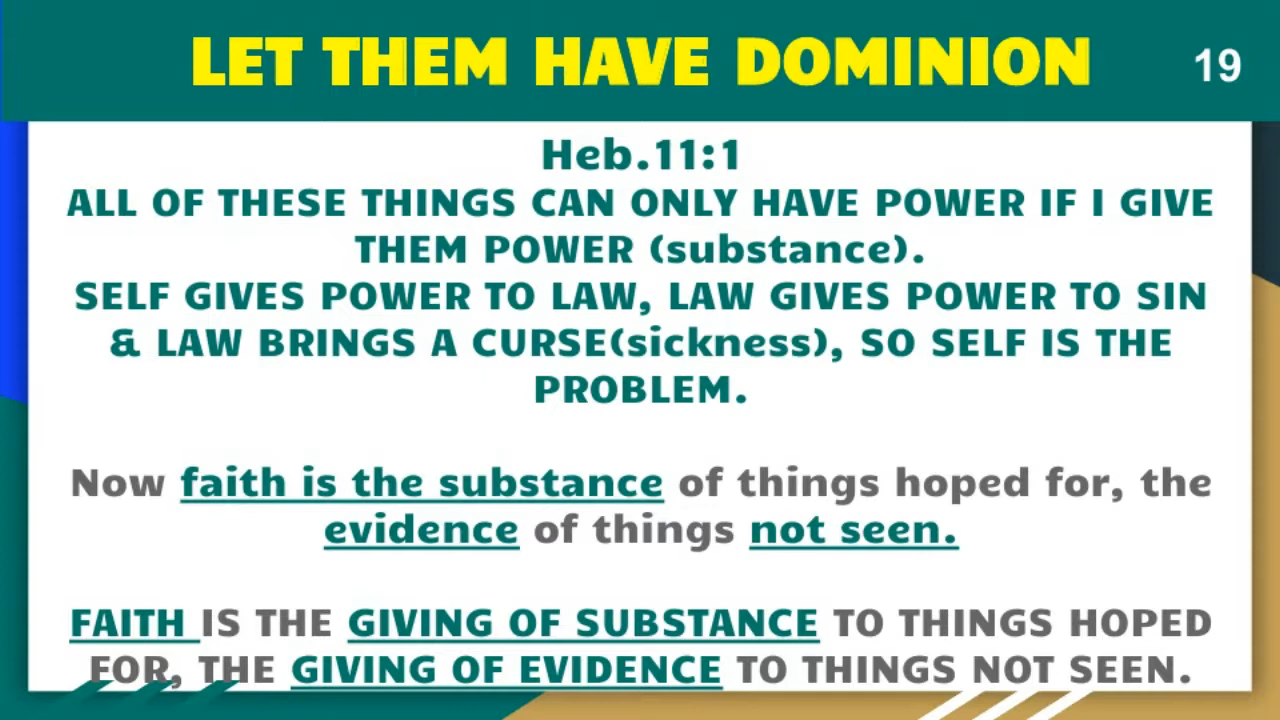 LET THEM HAVE DOMINION
19
Heb.11:1
ALL OF THESE THINGS CAN ONLY HAVE POWER IF I GIVE
THEM POWER (substance).
SELF GIVES POWER TO LAW, LAW GIVES POWER TO SIN
& LAW BRINGS A CURSE(sickness), SO SELF IS THE
PROBLEM.
Now faith is the substance of things hoped for, the
evidence of things not seen.
FAITH IS THE GIVING OF SUBSTANCE TO THINGS HOPED
FOR, THE GIVING OF EVIDENCE TO THINGS NOT SEEN.